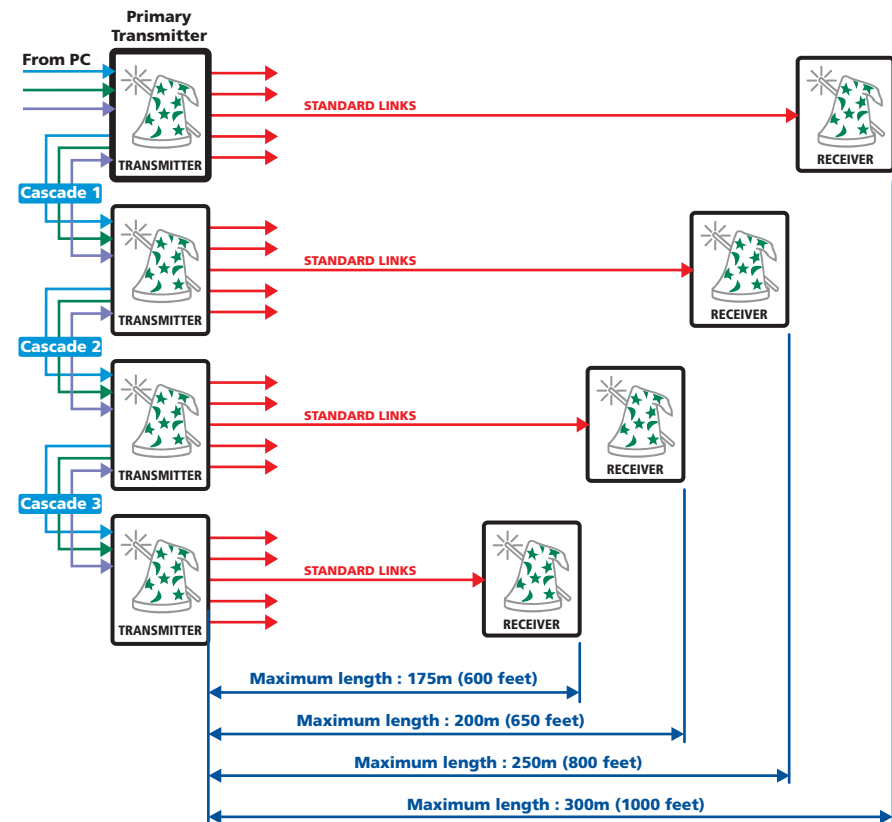 Primary
Transmitter
From PC
STANDARD LINKS
TRANSMITTER
RECEIVER
Cascade 1
STANDARD LINKS
TRANSMITTER
RECEIVER
Cascade 2
STANDARD LINKS
TRANSMITTER
RECEIVER
Cascade 3
STANDARD LINKS
TRANSMITTER
RECEIVER
Maximum length : 175m (600 feet)
Maximum length : 200m (650 feet)
Maximum length : 250m (800 feet)
Maximum length : 300m (1000 feet)